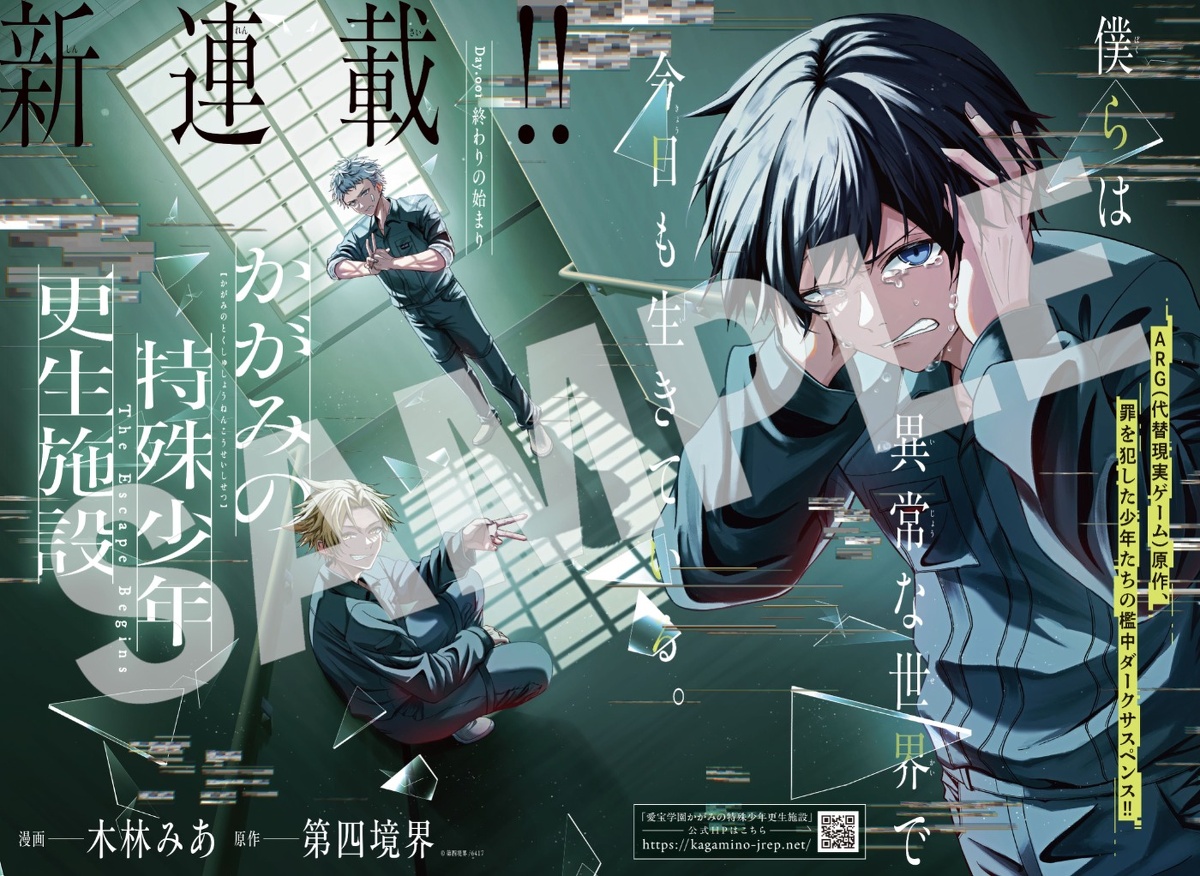 新連載!!
Day.001 終わりの始まり
僕らは
今日も生きている。
異常な世界で
ARG(代替現実ゲーム)原作、
罪を犯した少年たちの檻中ダークサスペンス!!
かがみの
特殊少年
更生施設
【かがみのとくしゅしょうねんこうせいしせつ】
The Escape Begins
SAMPLE
漫画 木林みあ 原作 第四境界
© 第四境界/g417
「愛宝学園かがみの特殊少年更生施設」
公式HPはこちら
https://kagamino-jrep.net/